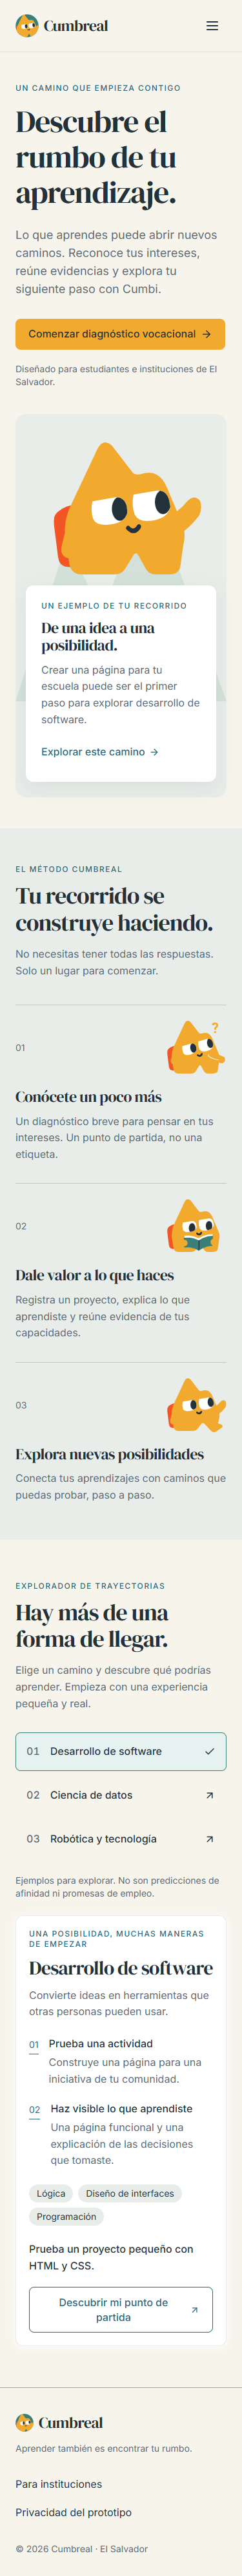 Cumbreal
UN CAMINO QUE EMPIEZA CONTIGO
Descubre el
rumbo de tu
aprendizaje.
Lo que aprendes puede abrir nuevos
caminos. Reconoce tus intereses,
reúne evidencias y explora tu
siguiente paso con Cumbi.
Comenzar diagnóstico vocacional →
Diseñado para estudiantes e instituciones de El
Salvador.
UN EJEMPLO DE TU RECORRIDO
De una idea a una
posibilidad.
Crear una página para tu
escuela puede ser el primer
paso para explorar desarrollo de
software.
Explorar este camino →
EL MÉTODO CUMBREAL
Tu recorrido se
construye haciendo.
No necesitas tener todas las respuestas.
Solo un lugar para comenzar.
?
01
Conócete un poco más
Un diagnóstico breve para pensar en tus
intereses. Un punto de partida, no una
etiqueta.
02
Dale valor a lo que haces
Registra un proyecto, explica lo que
aprendiste y reúne evidencia de tus
capacidades.
03
Explora nuevas posibilidades
Conecta tus aprendizajes con caminos que
puedas probar, paso a paso.
EXPLORADOR DE TRAYECTORIAS
Hay más de una
forma de llegar.
Elige un camino y descubre qué podrías
aprender. Empieza con una experiencia
pequeña y real.
01 Desarrollo de software
02 Ciencia de datos
03 Robótica y tecnología
Ejemplos para explorar. No son predicciones de
afinidad ni promesas de empleo.
UNA POSIBILIDAD, MUCHAS MANERAS
DE EMPEZAR
Desarrollo de software
Convierte ideas en herramientas que
otras personas pueden usar.
01 Prueba una actividad
Construye una página para una
iniciativa de tu comunidad.
02 Haz visible lo que aprendiste
Una página funcional y una
explicación de las decisiones
que tomaste.
Lógica Diseño de interfaces
Programación
Prueba un proyecto pequeño con
HTML y CSS.
Descubrir mi punto de
partida
Cumbreal
Aprender también es encontrar tu rumbo.
Para instituciones
Privacidad del prototipo
© 2026 Cumbreal · El Salvador